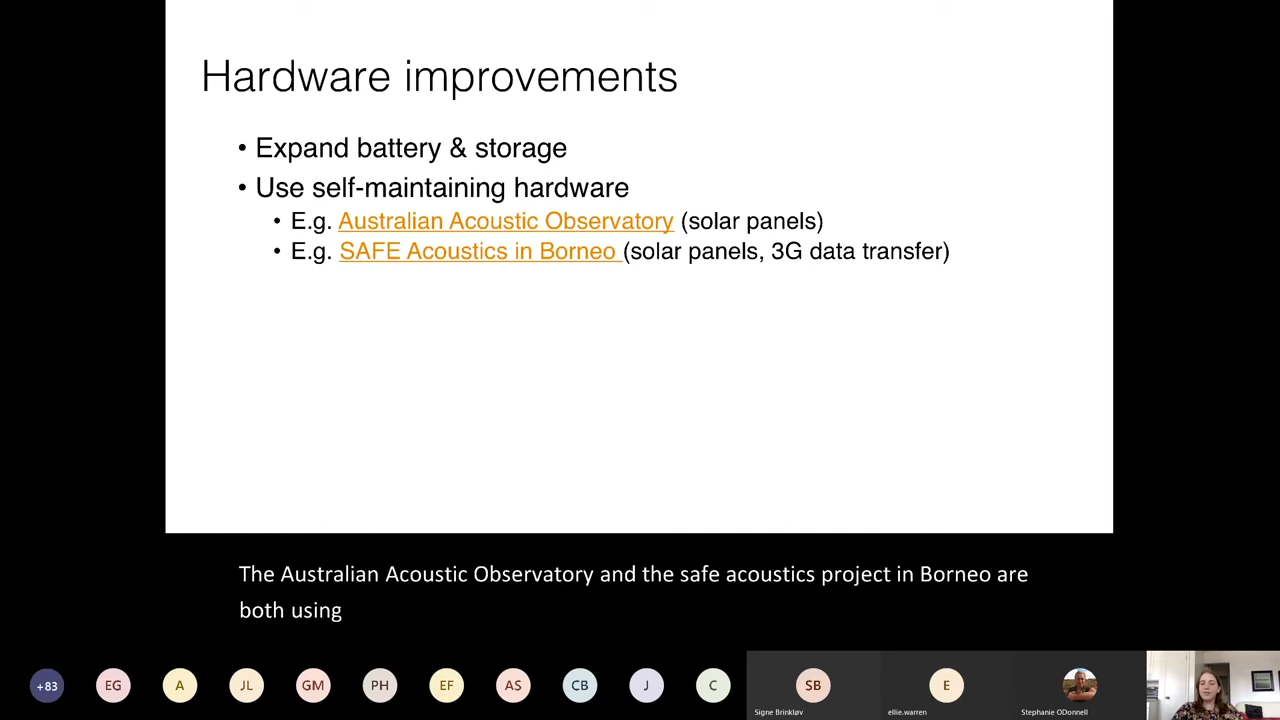 Hardware improvements
• Expand battery & storage
• Use self-maintaining hardware
• E.g. Australian Acoustic Observatory (solar panels)
• E.g. SAFE Acoustics in Borneo (solar panels, 3G data transfer)
The Australian Acoustic Observatory and the safe acoustics project in Borneo are
both using
+83 EG A JL GM PH EF AS CB J C SB E
Signe Brinkløv ellie.warren Stephanie ODonnell